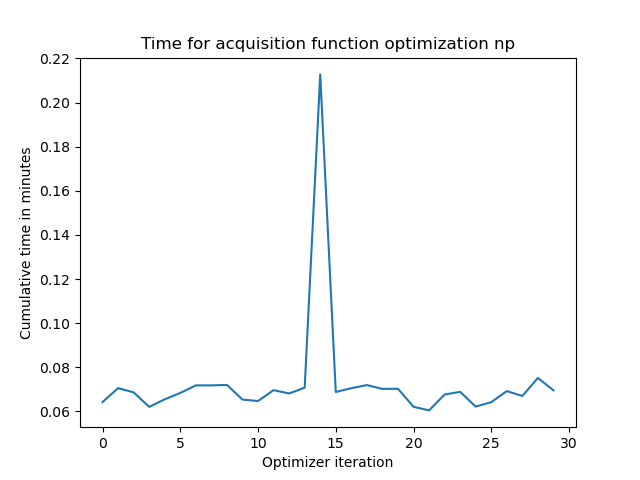 Time for acquisition function optimization np
Cumulative time in minutes
0.22
0.20
0.18
0.16
0.14
0.12
0.10
0.08
0.06
0 5 10 15 20 25 30
Optimizer iteration